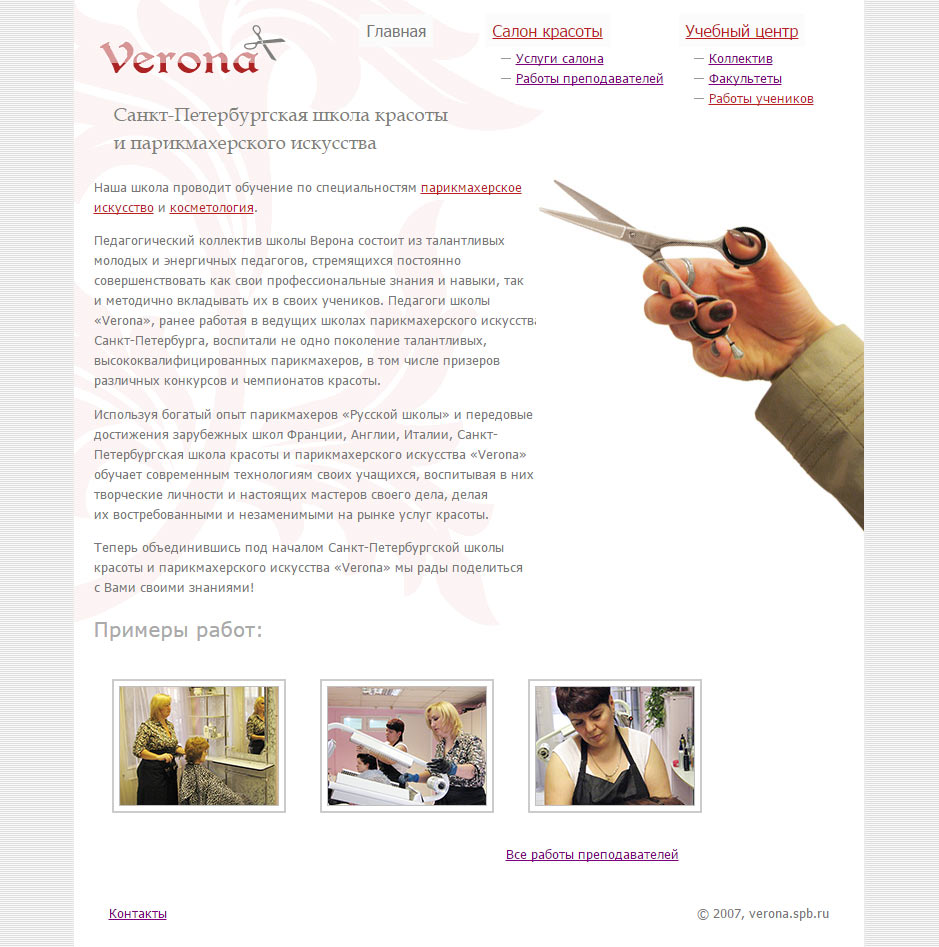 Verona
Главная
Салон красоты
— Услуги салона
— Работы преподавателей
Учебный центр
— Коллектив
— Факультеты
— Работы учеников
Санкт-Петербургская школа красоты
и парикмахерского искусства
Наша школа проводит обучение по специальностям парикмахерское
искусство и косметология.
Педагогический коллектив школы Верона состоит из талантливых
молодых и энергичных педагогов, стремящихся постоянно
совершенствовать как свои профессиональные знания и навыки, так
и методично вкладывать их в своих учеников. Педагоги школы
«Verona», ранее работая в ведущих школах парикмахерского искусства
Санкт-Петербурга, воспитали не одно поколение талантливых,
высококвалифицированных парикмахеров, в том числе призеров
различных конкурсов и чемпионатов красоты.
Используя богатый опыт парикмахеров «Русской школы» и передовые
достижения зарубежных школ Франции, Англии, Италии, Санкт-
Петербургская школа красоты и парикмахерского искусства «Verona»
обучает современным технологиям своих учащихся, воспитывая в них
творческие личности и настоящих мастеров своего дела, делая
их востребованными и незаменимыми на рынке услуг красоты.
Теперь объединившись под началом Санкт-Петербургской школы
красоты и парикмахерского искусства «Verona» мы рады поделиться
с Вами своими знаниями!
Примеры работ:
Все работы преподавателей
Контакты
© 2007, verona.spb.ru